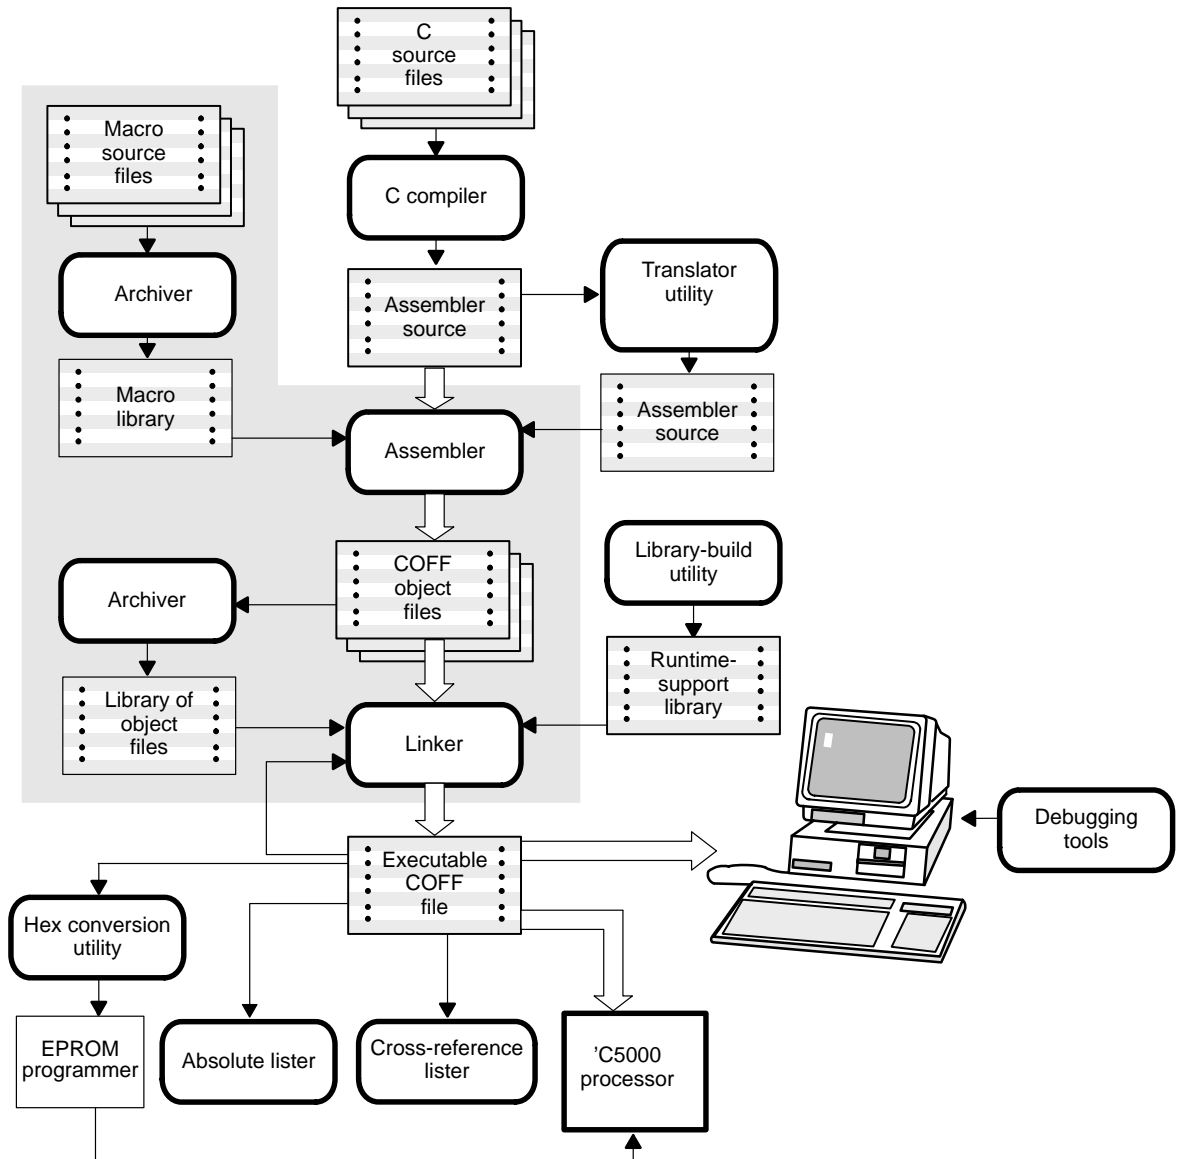 C
source
files
Macro
source
files
C compiler
Translator
utility
Archiver
Assembler
source
Macro
library
Assembler
source
Assembler
Library-build
utility
COFF
object
files
Archiver
Runtime-
support
library
Library of
object
files
Linker
Debugging
tools
Executable
COFF
file
Hex conversion
utility
EPROM
programmer
Absolute lister
Cross-reference
lister
'C5000
processor